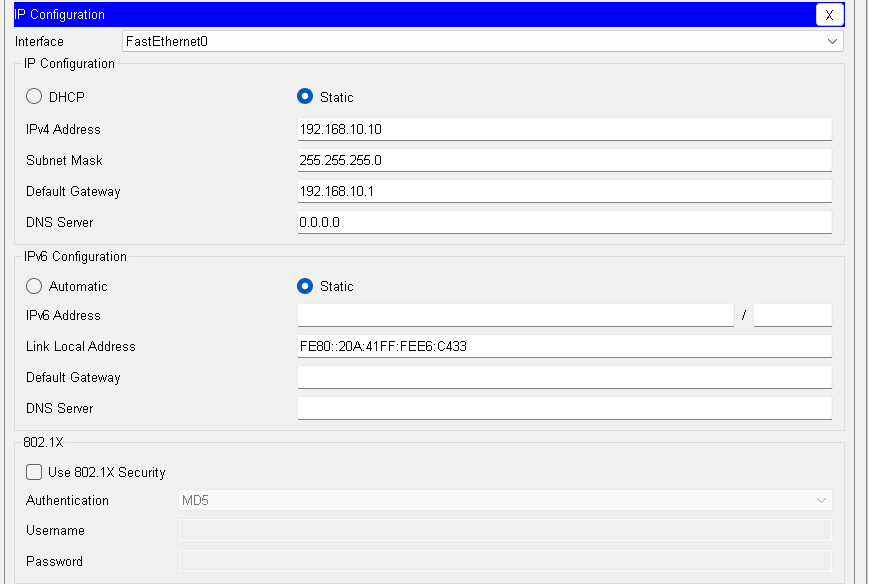 IP Configuration X
Interface FastEthernet0
IP Configuration
DHCP Static
IPv4 Address 192.168.10.10
Subnet Mask 255.255.255.0
Default Gateway 192.168.10.1
DNS Server 0.0.0.0
IPv6 Configuration
Automatic Static
IPv6 Address /
Link Local Address FE80::20A:41FF:FEE6:C433
Default Gateway
DNS Server
802.1X
Use 802.1X Security
Authentication MD5
Username
Password